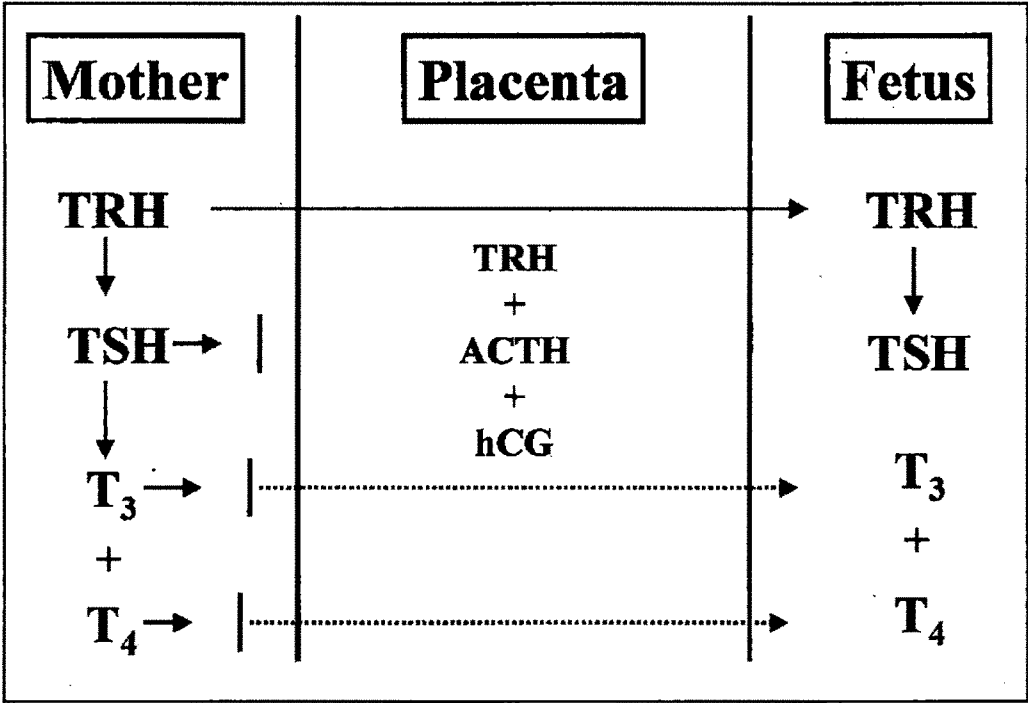 Mother Placenta Fetus
TRH TRH
TRH
+
TSH ACTH TSH
+
hCG
T₃ T₃
+ +
T₄ T₄